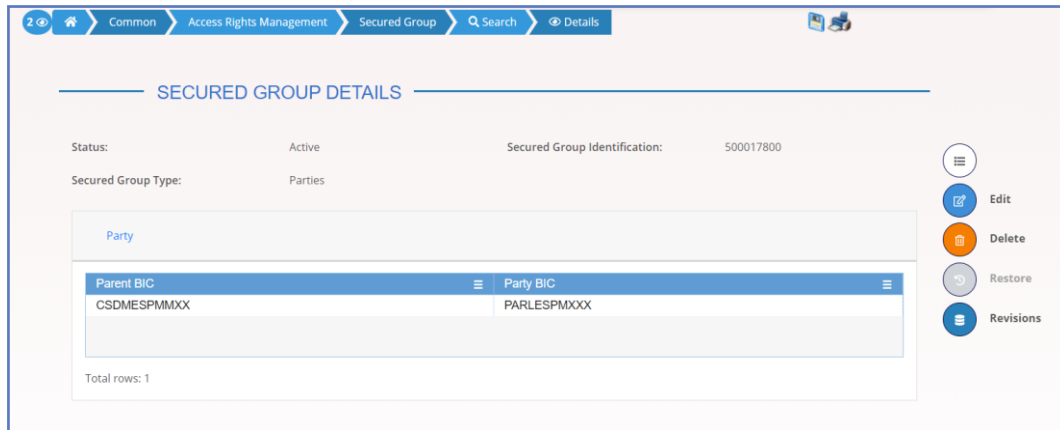 2 Common Access Rights Management Secured Group Search Details
SECURED GROUP DETAILS
Status: Active Secured Group Identification: 500017800
Secured Group Type: Parties
Edit
Party
Delete
Parent BIC Party BIC
Restore
CSDMESPMMXX PARLESPMXXX
Revisions
Total rows: 1